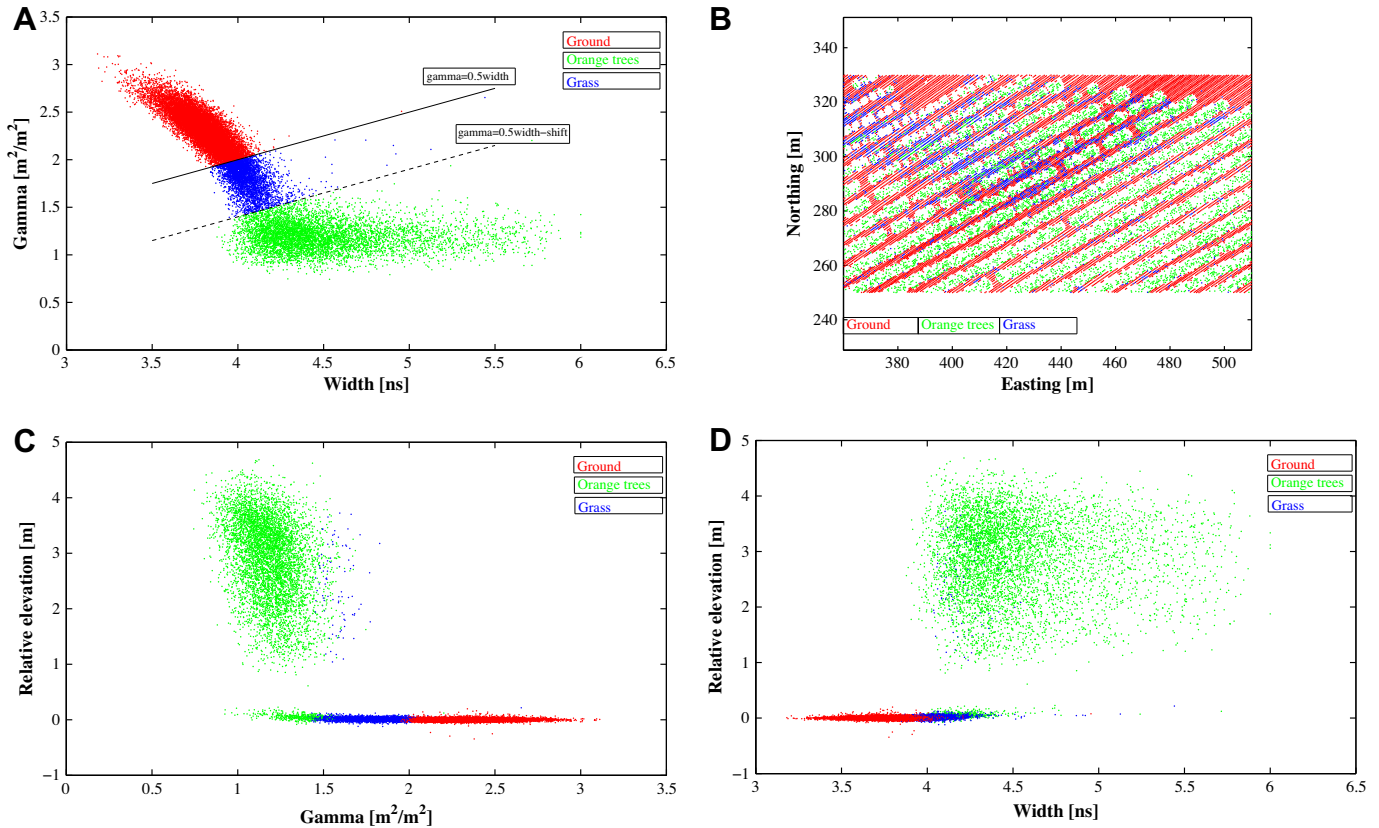 A
3.5
3
2.5
2
1.5
1
0.5
0
3
3.5
4
4.5
5
5.5
6
6.5
Gamma [m²/m²]
Width [ns]
Ground
Orange trees
Grass
gamma=0.5width
gamma=0.5width−shift
B
340
320
300
280
260
240
380
400
420
440
460
480
500
Northing [m]
Easting [m]
Ground
Orange trees
Grass
C
5
4
3
2
1
0
−1
0
0.5
1
1.5
2
2.5
3
3.5
Relative elevation [m]
Gamma [m²/m²]
Ground
Orange trees
Grass
D
5
4
3
2
1
0
−1
3
3.5
4
4.5
5
5.5
6
6.5
Relative elevation [m]
Width [ns]
Ground
Orange trees
Grass